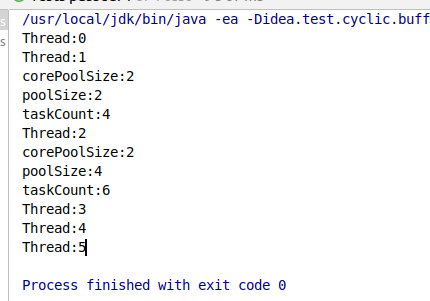 /usr/local/jdk/bin/java -ea -Didea.test.cyclic.buff
Thread:0
Thread:1
corePoolSize:2
poolSize:2
taskCount:4
Thread:2
corePoolSize:2
poolSize:4
taskCount:6
Thread:3
Thread:4
Thread:5
Process finished with exit code 0